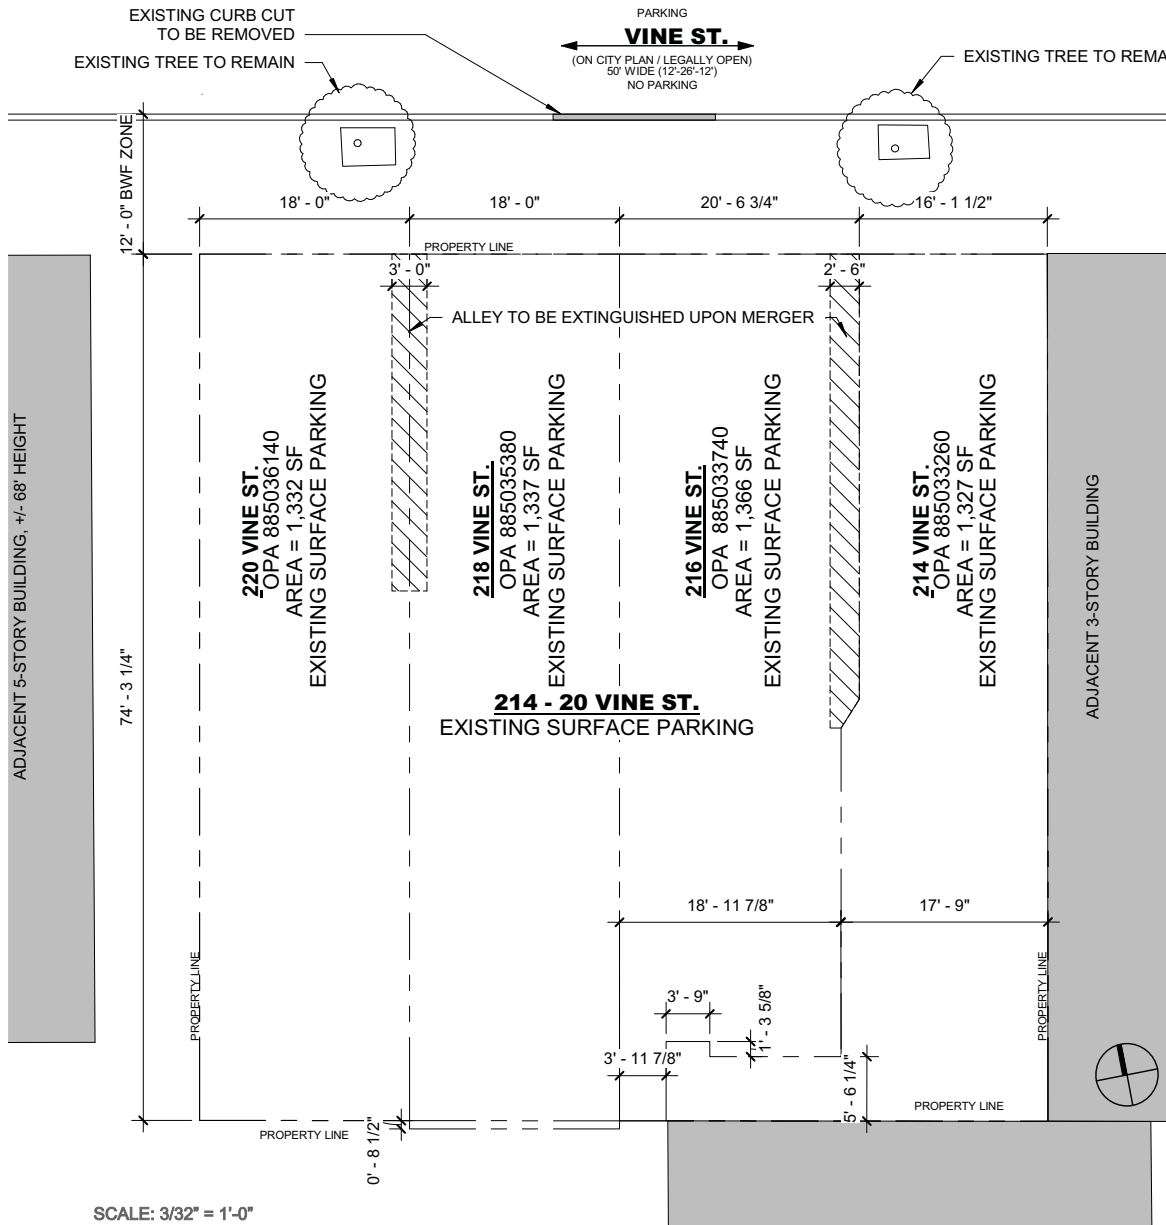 EXISTING CURB CUT
TO BE REMOVED
EXISTING TREE TO REMAIN
PARKING
VINE ST.
(ON CITY PLAN / LEGALLY OPEN)
50' WIDE (12'-26'-12')
NO PARKING
EXISTING TREE TO REMA
12' - 0" BWF ZONE
18' - 0"
18' - 0"
20' - 6 3/4"
16' - 1 1/2"
PROPERTY LINE
3' - 0"
2' - 6"
ALLEY TO BE EXTINGUISHED UPON MERGER
ADJACENT 5-STORY BUILDING, +/- 68' HEIGHT
74' - 3 1/4"
220 VINE ST.
OPA 885036140
AREA = 1,332 SF
EXISTING SURFACE PARKING
218 VINE ST.
OPA 885035380
AREA = 1,337 SF
EXISTING SURFACE PARKING
216 VINE ST.
OPA 885033740
AREA = 1,366 SF
EXISTING SURFACE PARKING
214 VINE ST.
OPA 885033260
AREA = 1,327 SF
EXISTING SURFACE PARKING
ADJACENT 3-STORY BUILDING
214 - 20 VINE ST.
EXISTING SURFACE PARKING
18' - 11 7/8"
17' - 9"
PROPERTY LINE
PROPERTY LINE
3' - 9"
1' - 3 5/8"
3' - 11 7/8"
5' - 6 1/4"
PROPERTY LINE
PROPERTY LINE
0' - 8 1/2"
SCALE: 3/32" = 1'-0"